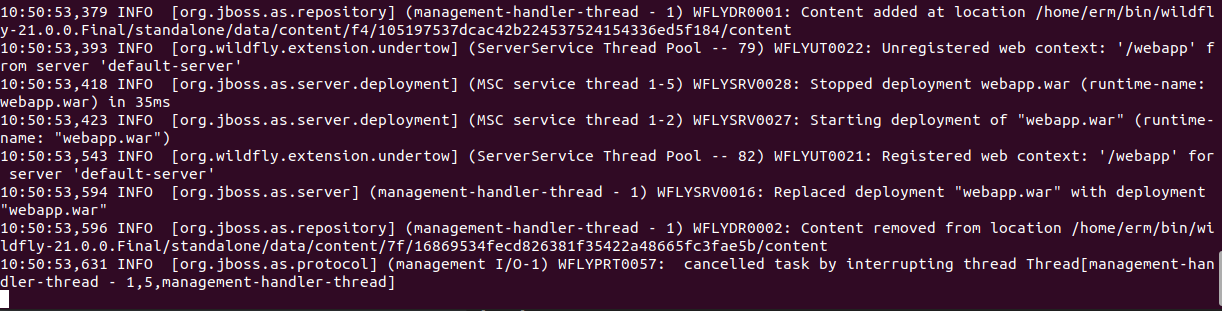 10:50:53,379 INFO  [org.jboss.as.repository] (management-handler-thread - 1) WFLYDR0001: Content added at location /home/erm/bin/wildfl
y-21.0.0.Final/standalone/data/content/f4/105197537dcac42b224537524154336ed5f184/content
10:50:53,393 INFO  [org.wildfly.extension.undertow] (ServerService Thread Pool -- 79) WFLYUT0022: Unregistered web context: '/webapp' f
rom server 'default-server'
10:50:53,418 INFO  [org.jboss.as.server.deployment] (MSC service thread 1-5) WFLYSRV0028: Stopped deployment webapp.war (runtime-name: 
webapp.war) in 35ms
10:50:53,423 INFO  [org.jboss.as.server.deployment] (MSC service thread 1-2) WFLYSRV0027: Starting deployment of "webapp.war" (runtime-
name: "webapp.war")
10:50:53,543 INFO  [org.wildfly.extension.undertow] (ServerService Thread Pool -- 82) WFLYUT0021: Registered web context: '/webapp' for
 server 'default-server'
10:50:53,594 INFO  [org.jboss.as.server] (management-handler-thread - 1) WFLYSRV0016: Replaced deployment "webapp.war" with deployment 
"webapp.war"
10:50:53,596 INFO  [org.jboss.as.repository] (management-handler-thread - 1) WFLYDR0002: Content removed from location /home/erm/bin/wi
ldfly-21.0.0.Final/standalone/data/content/7f/16869534fecd826381f35422a48665fc3fae5b/content
10:50:53,631 INFO  [org.jboss.as.protocol] (management I/O-1) WFLYPRT0057:  cancelled task by interrupting thread Thread[management-han
dler-thread - 1,5,management-handler-thread]